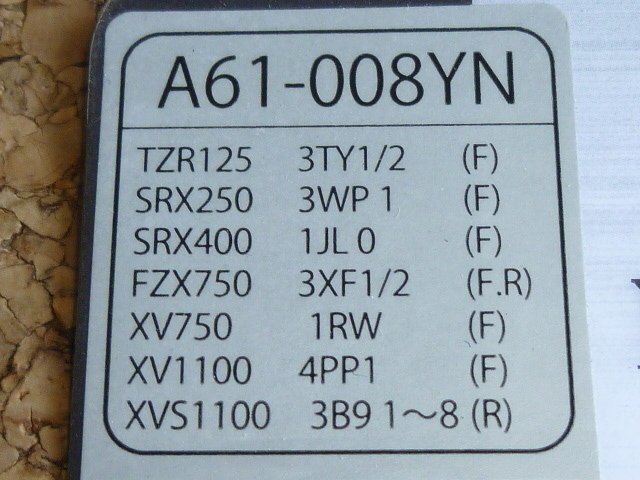 A61-008YN
TZR125 3TY1/2 (F)
SRX250 3WP 1 (F)
SRX400 1JL 0 (F)
FZX750 3XF1/2 (F.R)
XV750 1RW (F)
XV1100 4PP1 (F)
XVS1100 3B9 1～8 (R)